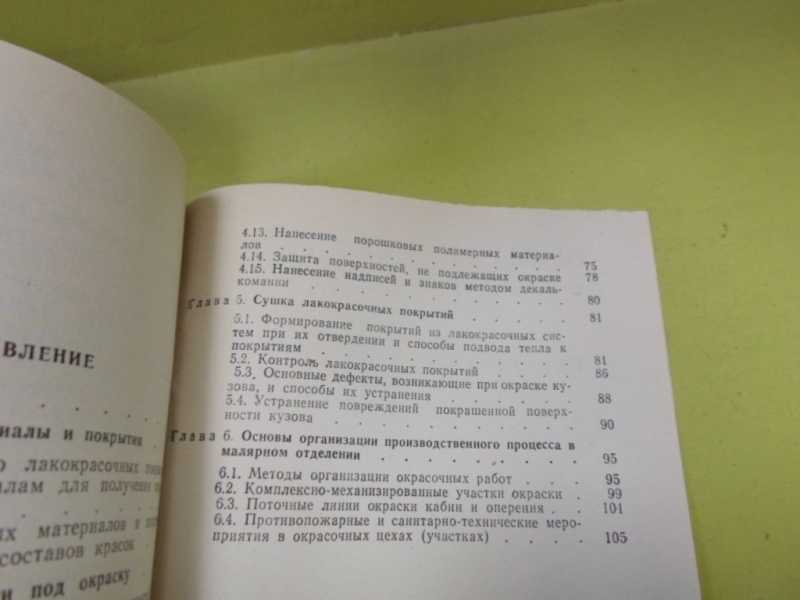 ВЛЕНИЕ
иалы и покрытия
лакокрасочных
алам для получения
материалов и
составов красок
и под окраску
4.13. Нанесение порошковых полимерных материа-
лов . . . . . . . . . . . . . 75
4.14. Защита поверхностей, не подлежащих окраске 78
4.15. Нанесение надписей и знаков методом декаль-
комании . . . . . . . . . . . 80
Глава 5. Сушка лакокрасочных покрытий . . . . . 81
5.1. Формирование покрытий из лакокрасочных сис-
тем при их отвердении и способы подвода тепла к
покрытиям . . . . . . . . . . . 81
5.2. Контроль лакокрасочных покрытий . . . . 86
5.3. Основные дефекты, возникающие при окраске ку-
зова, и способы их устранения . . . . . . 88
5.4. Устранение повреждений покрашенной поверх-
ности кузова . . . . . . . . . . . 90
Глава 6. Основы организации производственного процесса в
малярном отделении . . . . . . . . 95
6.1. Методы организации окрасочных работ . . . 95
6.2. Комплексно-механизированные участки окраски . 99
6.3. Поточные линии окраски кабин и оперения . . 101
6.4. Противопожарные и санитарно-технические меро-
приятия в окрасочных цехах (участках) . . . . 105